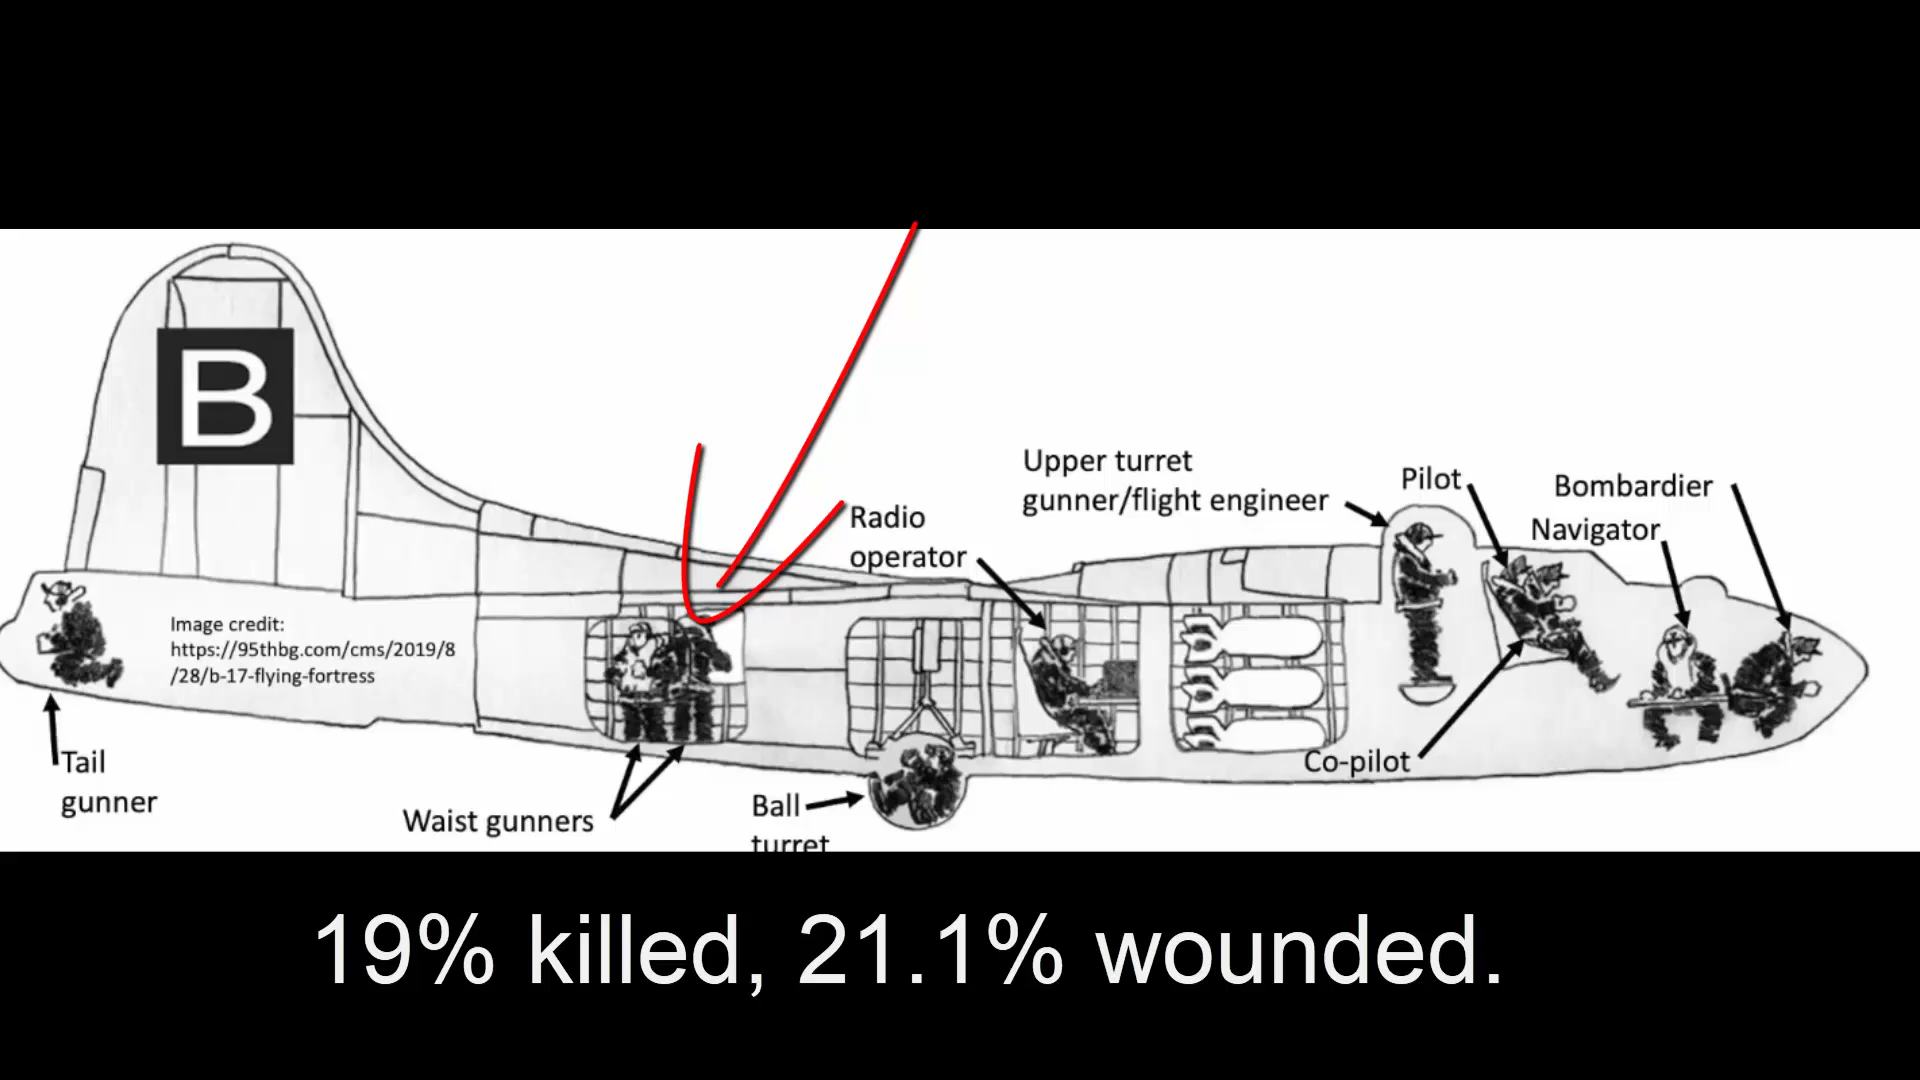 B
Upper turret
gunner/flight engineer
Pilot
Bombardier
Navigator
Radio
operator
Image credit:
https://95thbg.com/cms/2019/8
/28/b-17-flying-fortress
Tail
gunner
Waist gunners
Ball
turret
Co-pilot
19% killed, 21.1% wounded.